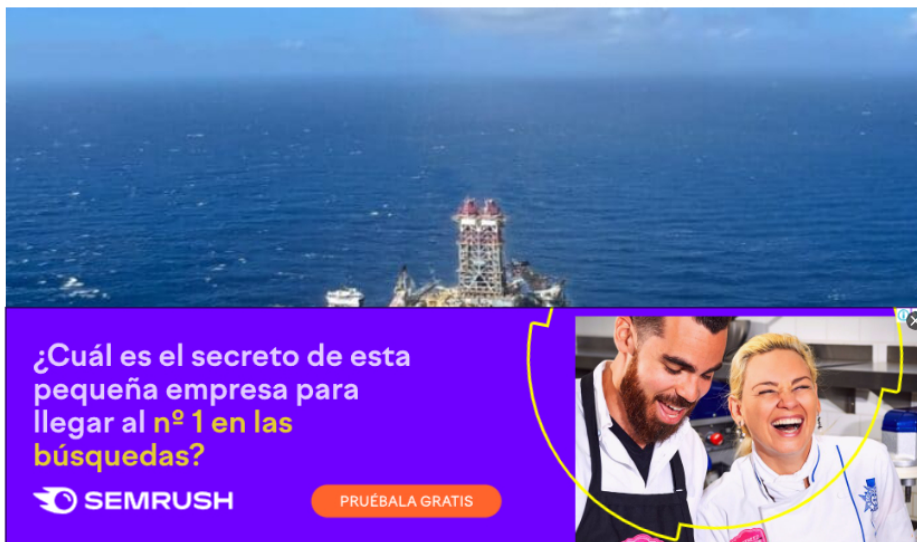 ¿Cuál es el secreto de esta
pequeña empresa para
llegar al nº 1 en las
búsquedas?
SEMRUSH
PRUÉBALA GRATIS